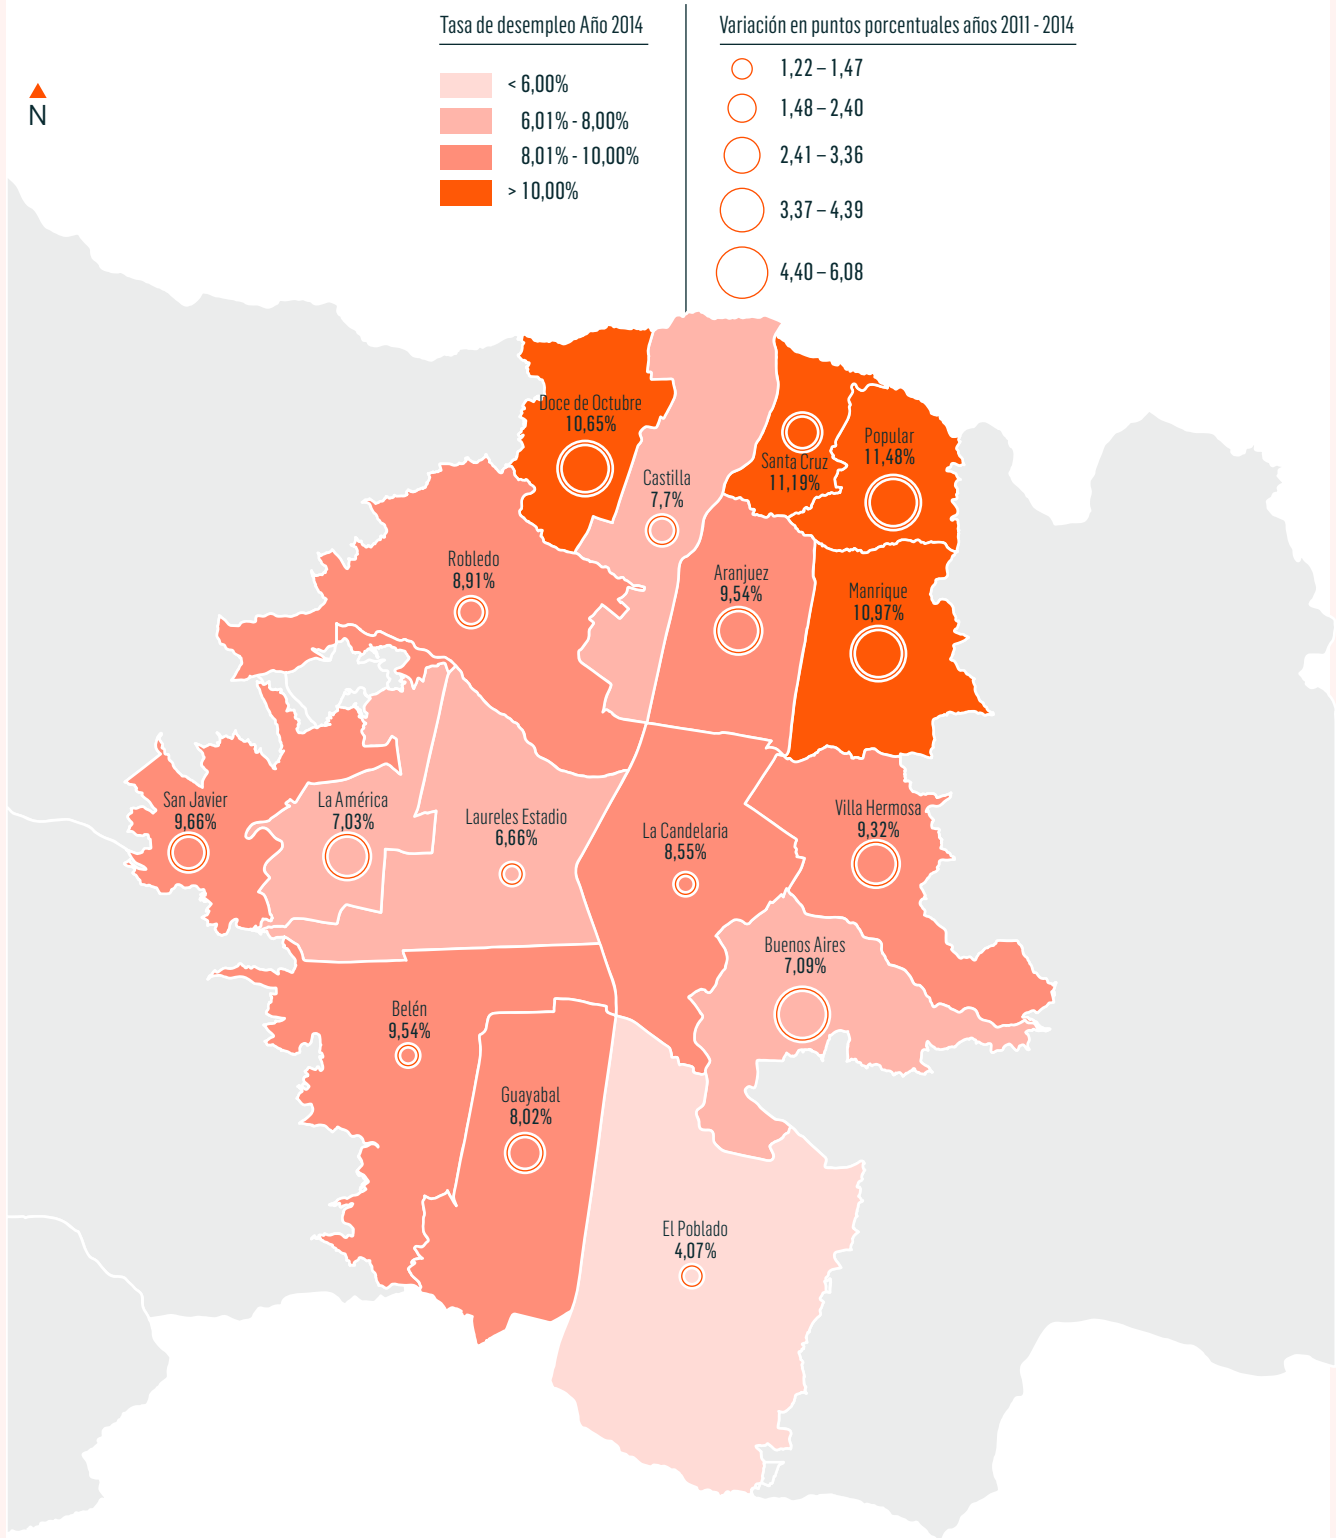 Tasa de desempleo Año 2014
< 6,00%
6,01% - 8,00%
8,01% - 10,00%
> 10,00%
Variación en puntos porcentuales años 2011 - 2014
1,22 – 1,47
1,48 – 2,40
2,41 – 3,36
3,37 – 4,39
4,40 – 6,08
N
Doce de Octubre
10,65%
Santa Cruz
11,19%
Popular
11,48%
Castilla
7,7%
Robledo
8,91%
Aranjuez
9,54%
Manrique
10,97%
San Javier
9,66%
La América
7,03%
Laureles Estadio
6,66%
La Candelaria
8,55%
Villa Hermosa
9,32%
Buenos Aires
7,09%
Belén
9,54%
Guayabal
8,02%
El Poblado
4,07%